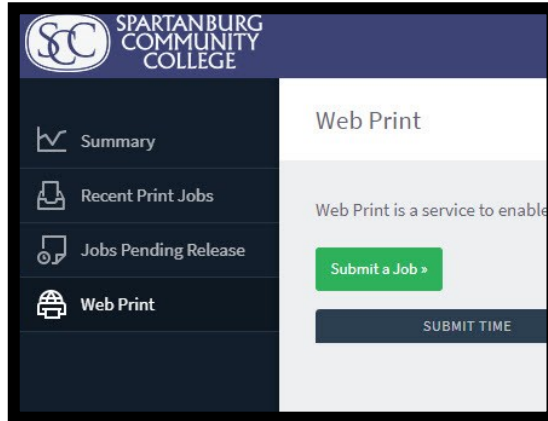 SCC
SPARTANBURG
COMMUNITY
COLLEGE
Summary
Recent Print Jobs
Jobs Pending Release
Web Print
Web Print
Web Print is a service to enable
Submit a Job »
SUBMIT TIME